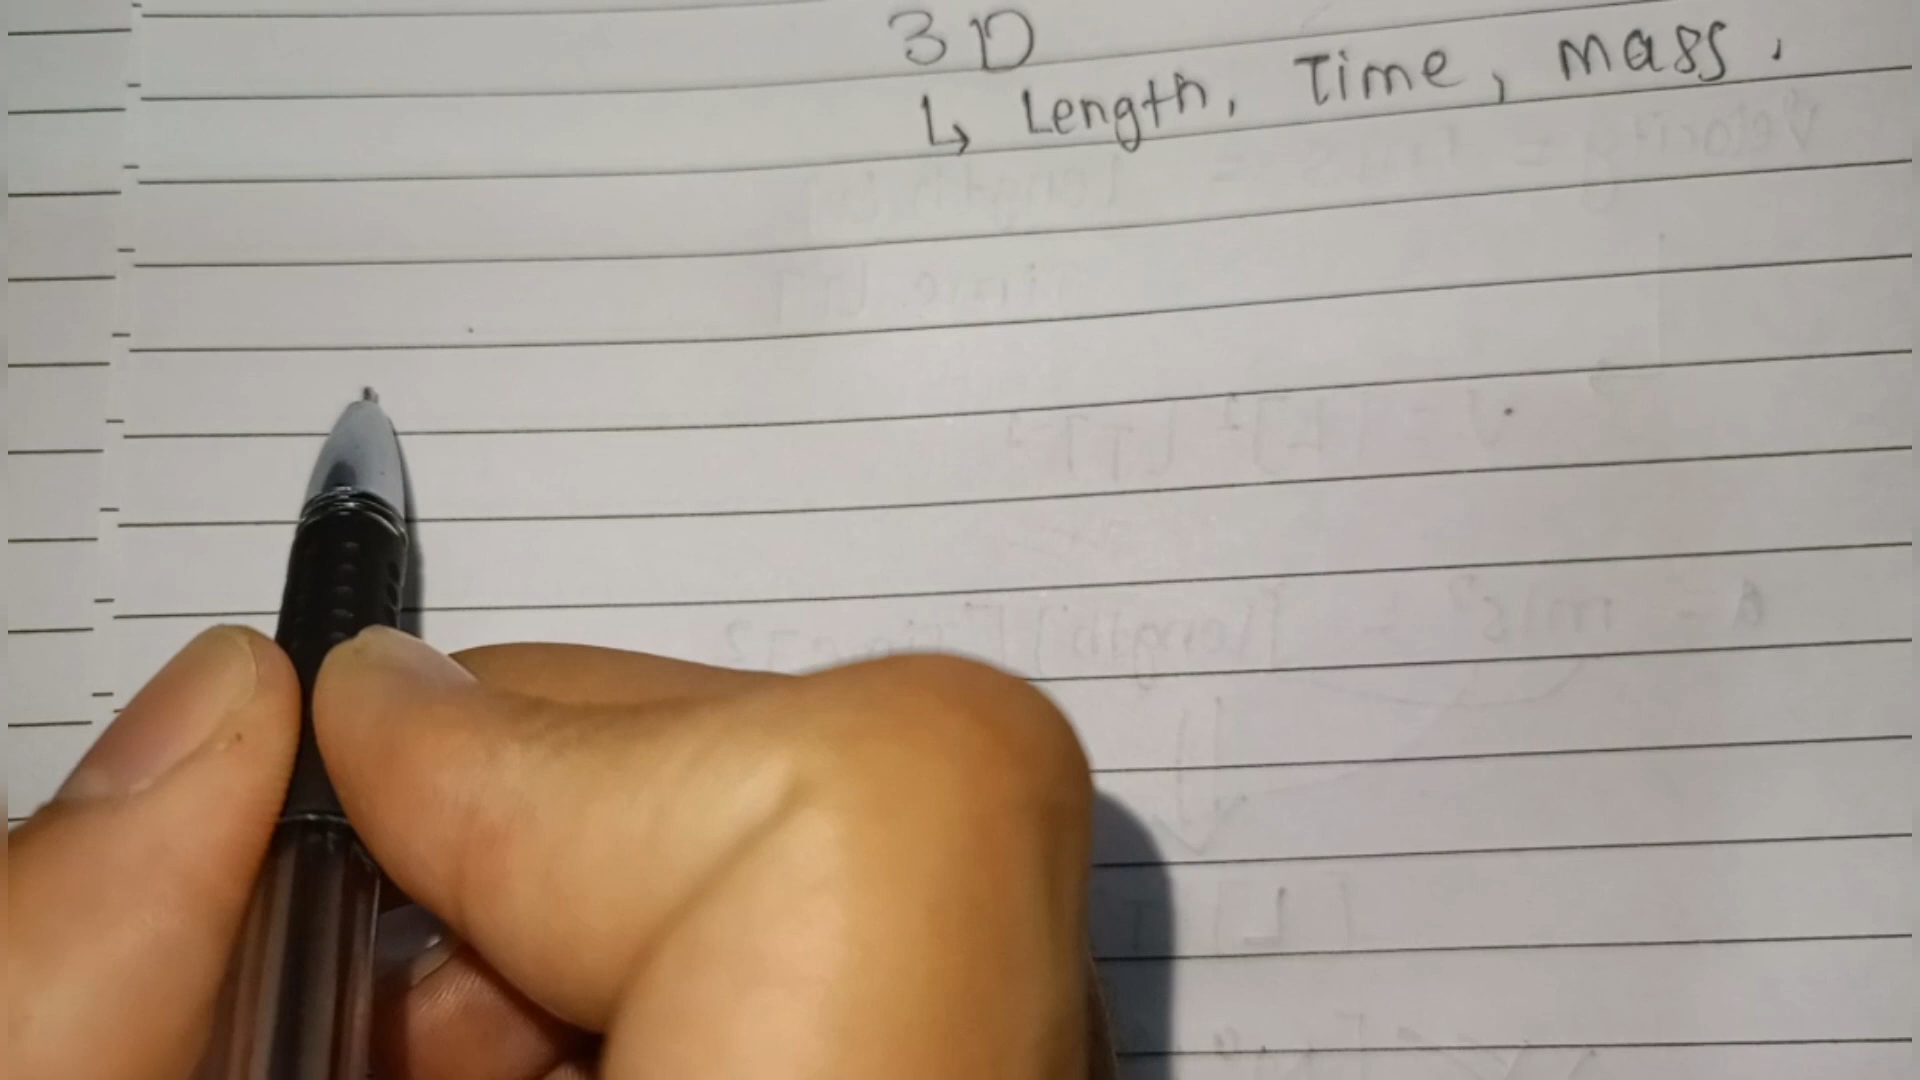 3D
↳ Length, Time, mass.